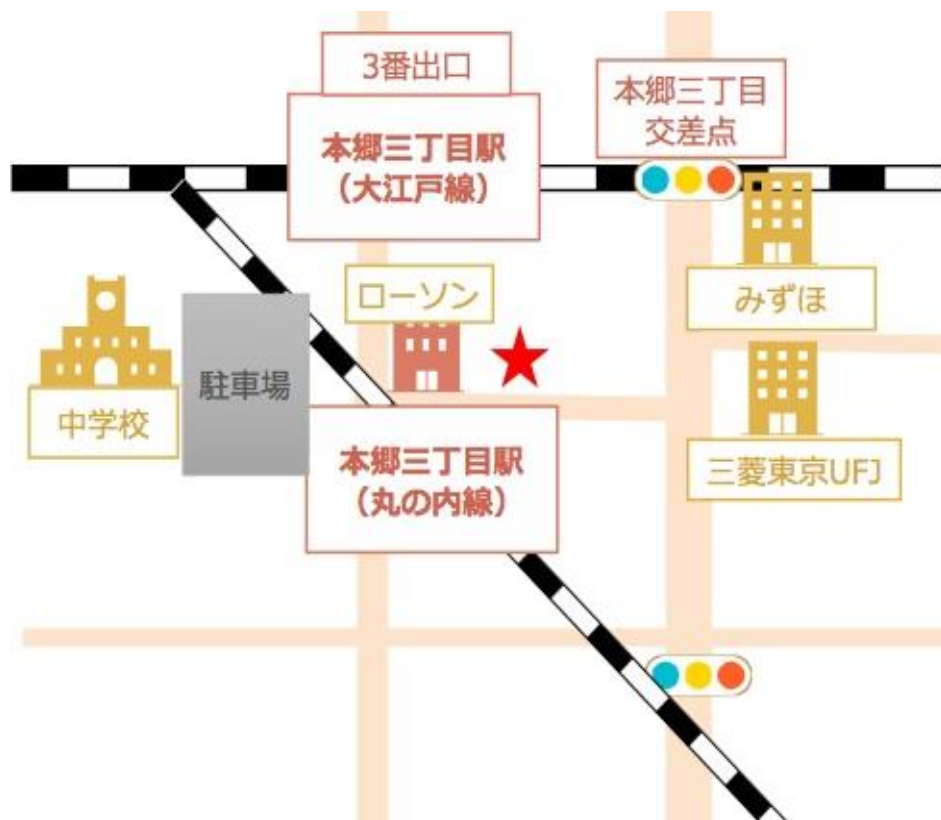 3番出口
本郷三丁目駅
（大江戸線）
本郷三丁目
交差点
ローソン
みずほ
駐車場
中学校
本郷三丁目駅
（丸の内線）
三菱東京UFJ